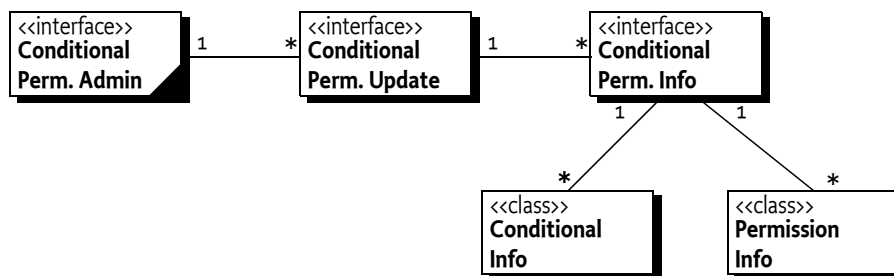 <<interface>>
Conditional
Perm. Admin
1
*
<<interface>>
Conditional
Perm. Update
1
*
<<interface>>
Conditional
Perm. Info
1
1
*
*
<<class>>
Conditional
Info
<<class>>
Permission
Info